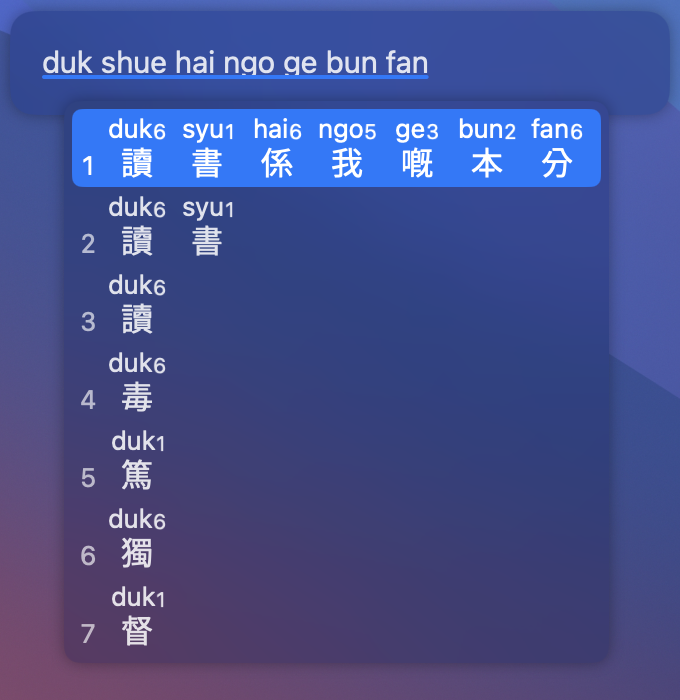 duk shue hai ngo ge bun fan
duk6 syu1 hai6 ngo5 ge3 bun2 fan6
1 讀 書 係 我 嘅 本 分
duk6 syu1
2 讀 書
duk6
3 讀
duk6
4 毒
duk1
5 篤
duk6
6 獨
duk1
7 督